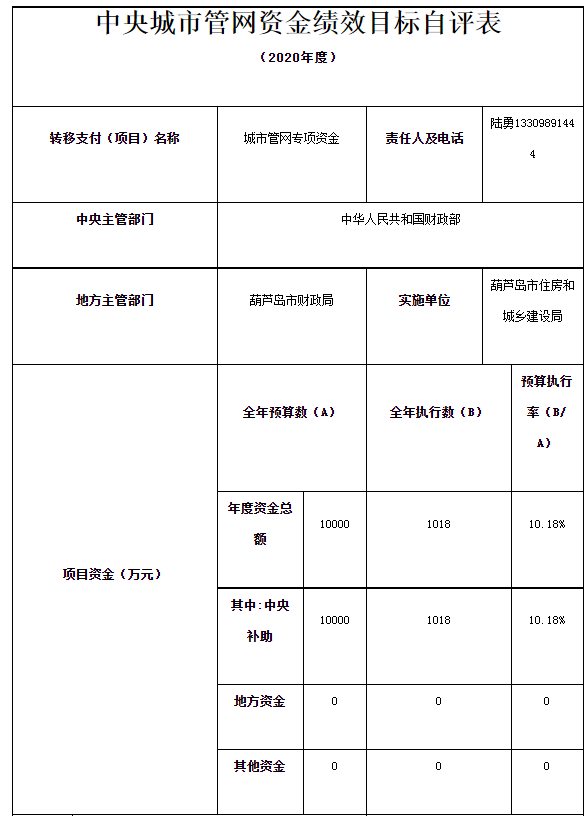 中央城市管网资金绩效目标自评表
（2020年度）
转移支付（项目）名称
城市管网专项资金
责任人及电话
陆勇1330989144
4
中央主管部门
中华人民共和国财政部
地方主管部门
葫芦岛市财政局
实施单位
葫芦岛市住房和
城乡建设局
项目资金（万元）
全年预算数（A）
全年执行数（B）
预算执行
率（B/
A）
年度资金总
额
10000
1018
10.18%
其中:中央
补助
10000
1018
10.18%
地方资金
0
0
0
其他资金
0
0
0